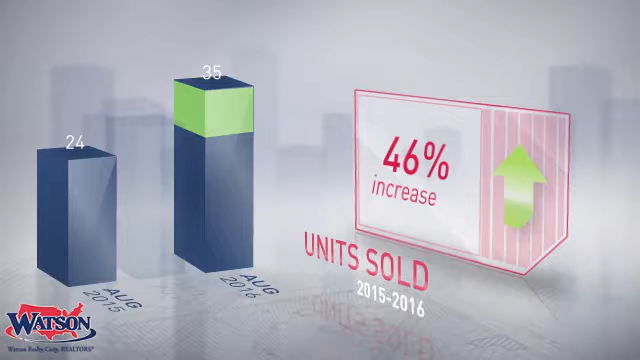 35
24
46%
increase
UNITS SOLD
2015-2016
AUG
2015
AUG
2016
WATSON
Watson Realty Corp. REALTORS®